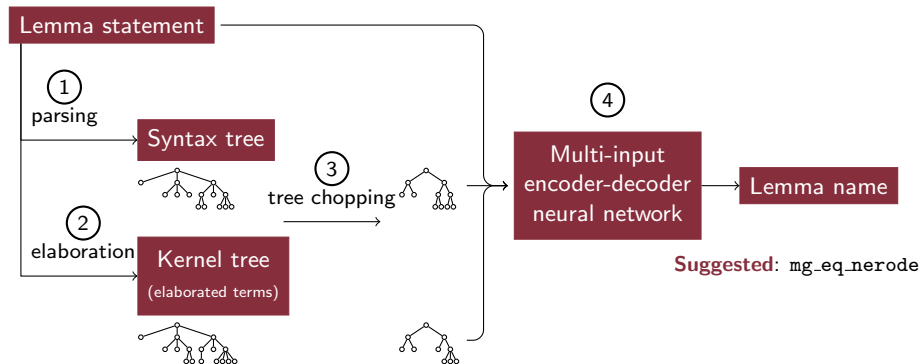 Lemma statement
1
parsing
Syntax tree
2
elaboration
Kernel tree
(elaborated terms)
3
tree chopping
4
Multi-input
encoder-decoder
neural network
Lemma name
Suggested: mg_eq_nerode